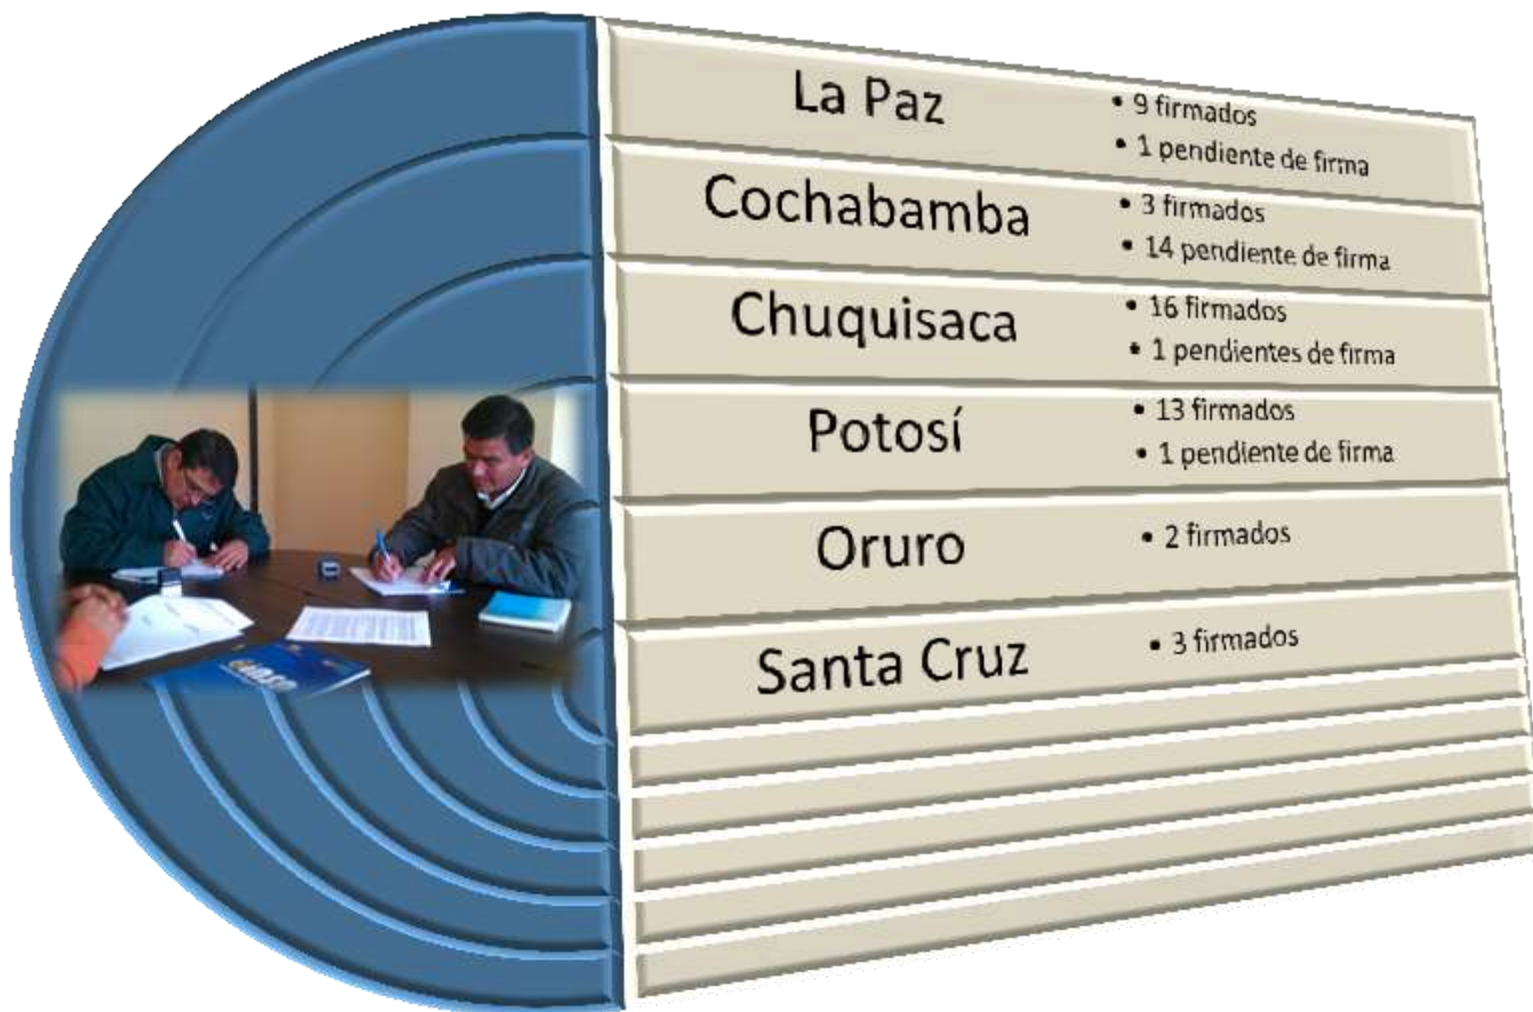 La Paz
• 9 firmados
• 1 pendiente de firma
Cochabamba
• 3 firmados
• 14 pendiente de firma
Chuquisaca
• 16 firmados
• 1 pendientes de firma
Potosí
• 13 firmados
• 1 pendiente de firma
Oruro
• 2 firmados
Santa Cruz
• 3 firmados